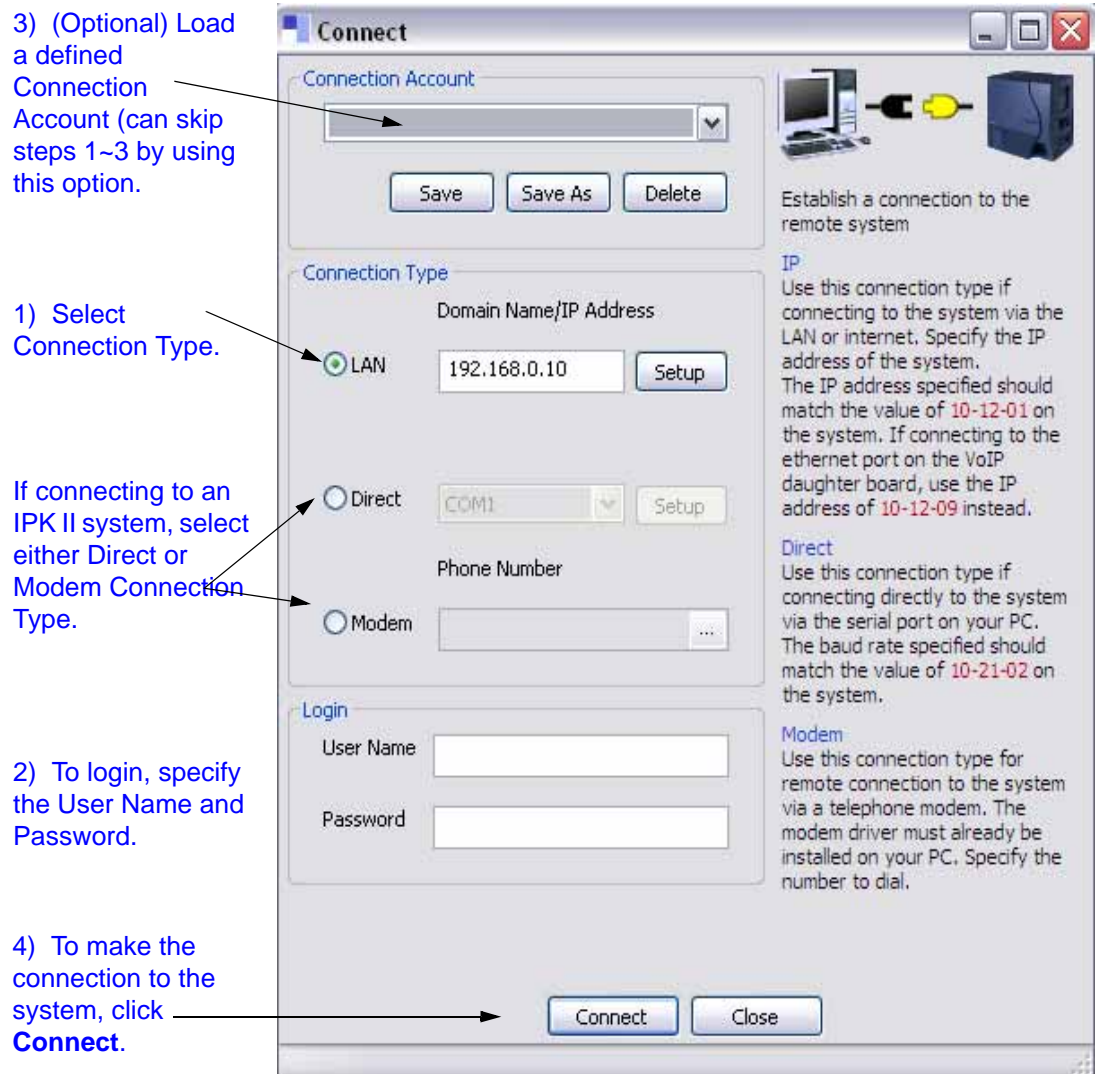 3) (Optional) Load
a defined
Connection
Account (can skip
steps 1~3 by using
this option.
1) Select
Connection Type.
If connecting to an
IPK II system, select
either Direct or
Modem Connection
Type.
2) To login, specify
the User Name and
Password.
4) To make the
connection to the
system, click
Connect.
Connect
Connection Account
Save
Save As
Delete
Connection Type
Domain Name/IP Address
LAN
192.168.0.10
Setup
Direct
COM1
Setup
Phone Number
Modem
...
Login
User Name
Password
Connect
Close
Establish a connection to the
remote system
IP
Use this connection type if
connecting to the system via the
LAN or internet. Specify the IP
address of the system.
The IP address specified should
match the value of 10-12-01 on
the system. If connecting to the
ethernet port on the VoIP
daughter board, use the IP
address of 10-12-09 instead.
Direct
Use this connection type if
connecting directly to the system
via the serial port on your PC.
The baud rate specified should
match the value of 10-21-02 on
the system.
Modem
Use this connection type for
remote connection to the system
via a telephone modem. The
modem driver must already be
installed on your PC. Specify the
number to dial.